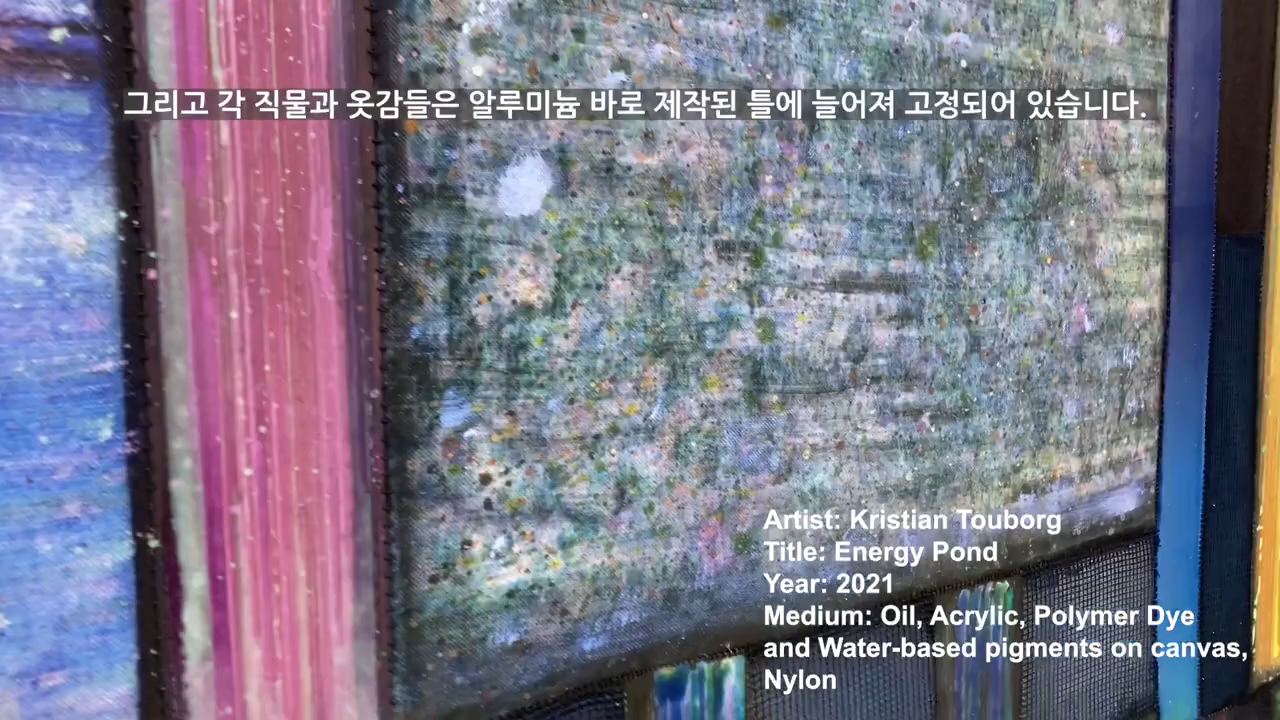 그리고 각 직물과 옷감들은 알루미늄 바로 제작된 틀에 늘어져 고정되어 있습니다.
Artist: Kristian Touborg
Title: Energy Pond
Year: 2021
Medium: Oil, Acrylic, Polymer Dye
and Water-based pigments on canvas,
Nylon